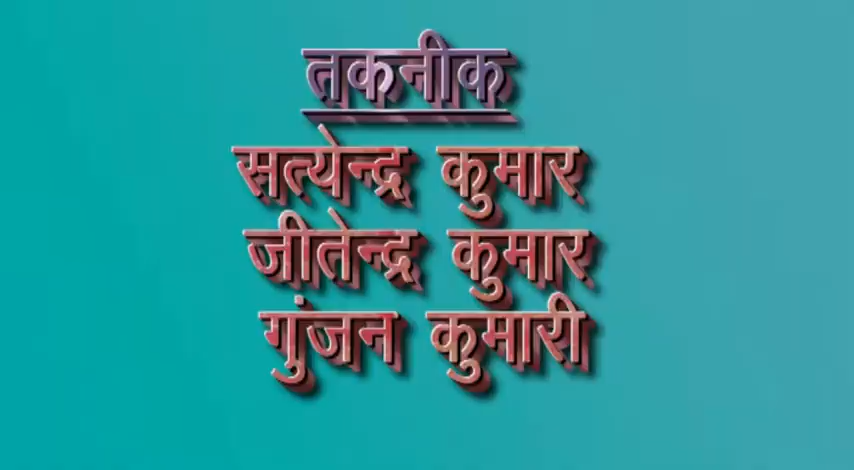 तकनीक
सत्येन्द्र कुमार
जीतेन्द्र कुमार
गुंजन कुमारी